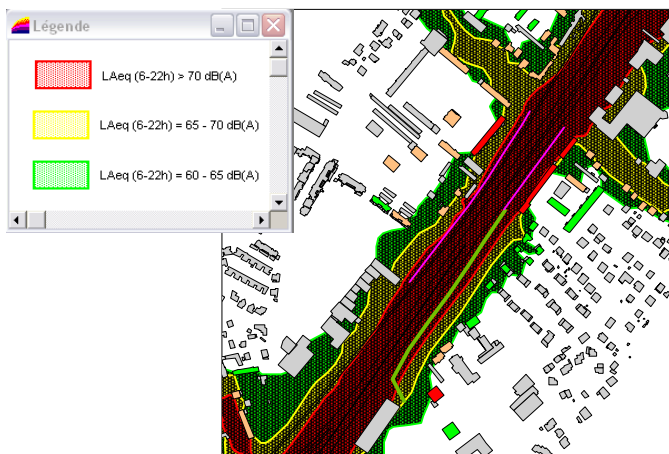 Légende
LAeq (6-22h) > 70 dB(A)
LAeq (6-22h) = 65 - 70 dB(A)
LAeq (6-22h) = 60 - 65 dB(A)